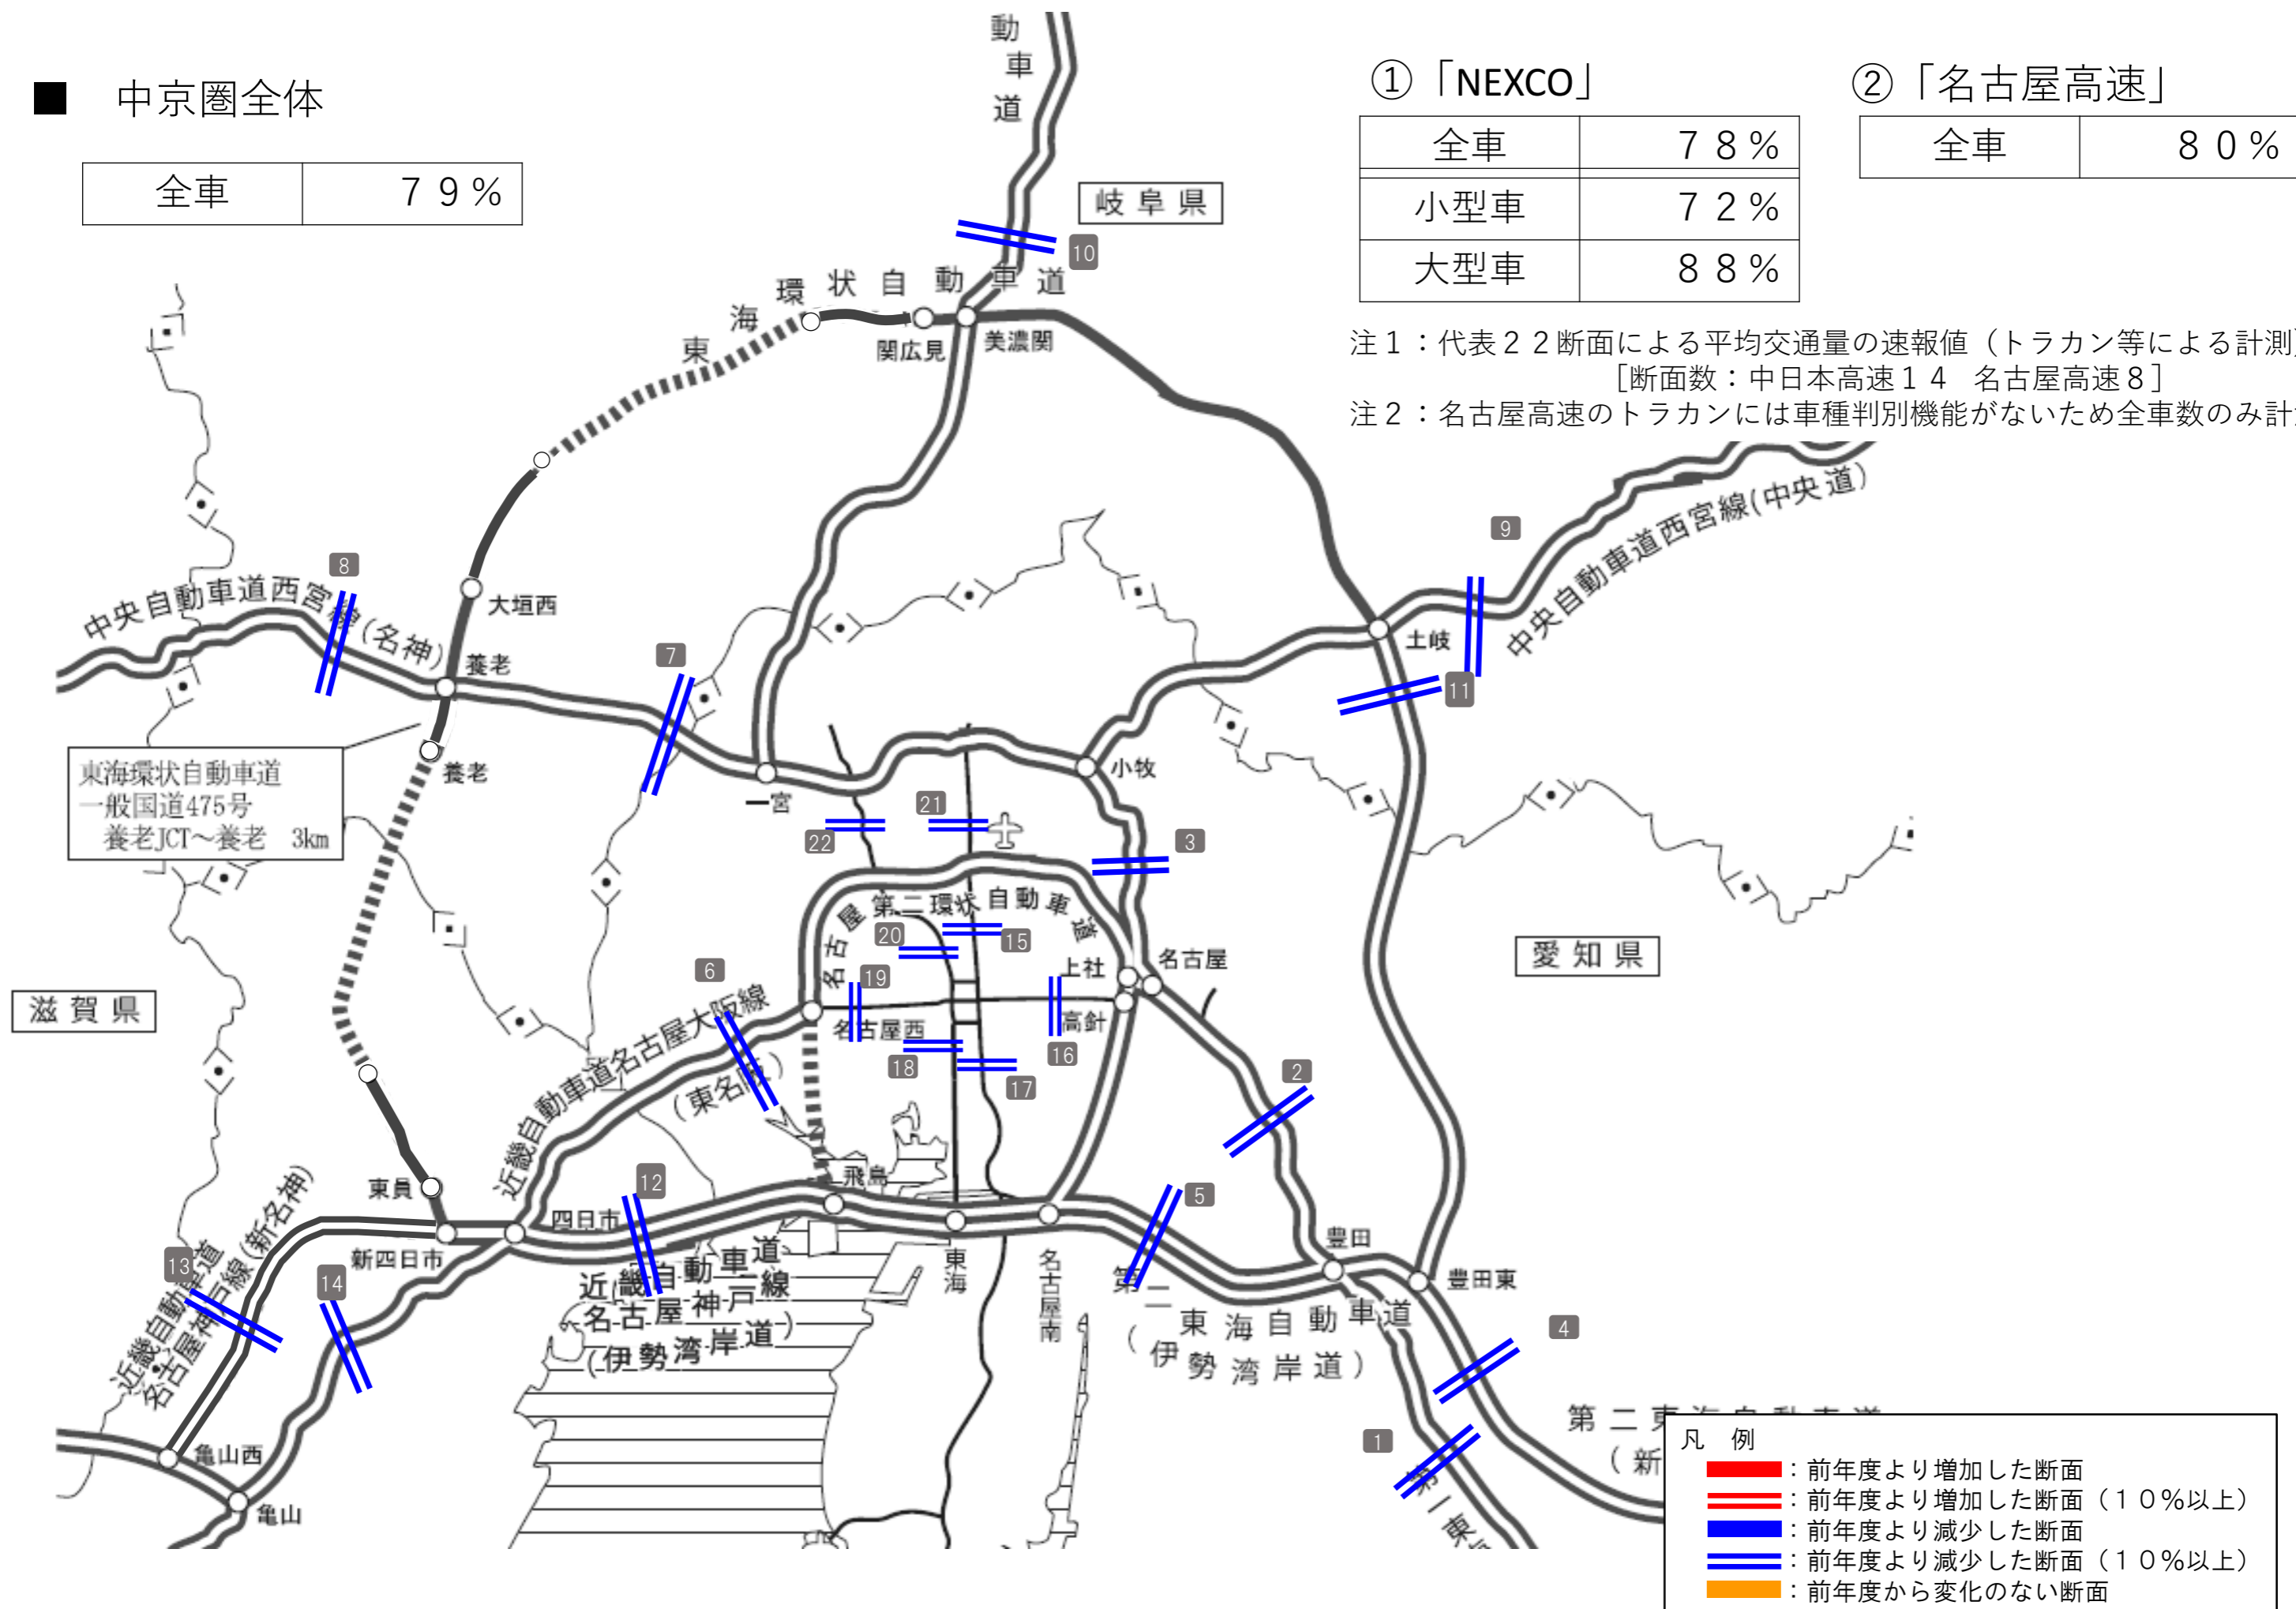 ■ 中京圏全体
全車 79%
①「NEXCO」
全車 78%
小型車 72%
大型車 88%
②「名古屋高速」
全車 80%
注1：代表22断面による平均交通量の速報値（トラカン等による計測）
［断面数：中日本高速14 名古屋高速8］
注2：名古屋高速のトラカンには車種判別機能がないため全車数のみ計
動車道
岐阜県
10
東海環状自動車道
関広見
美濃関
9
中央自動車道西宮線(中央道)
8
中央自動車道西宮線(名神)
大垣西
養老
7
土岐
11
養老
東海環状自動車道
一般国道475号
養老JCT～養老 3km
一宮
小牧
21
22
3
名古屋第二環状自動車道
20
15
19
6
上社
名古屋
愛知県
滋賀県
名古屋西
高針
近畿自動車道名古屋大阪線
(東名阪)
18
16
17
2
東員
飛島
12
5
四日市
新四日市
13
14
近畿自動車道
名古屋神戸線(新名神)
近畿自動車道
名古屋神戸線
(伊勢湾岸道)
東海
名古屋南
豊田
豊田東
第二東海自動車道
(伊勢湾岸道)
4
1
亀山西
亀山
第一東
第二東海自動車道
(新
凡 例
：前年度より増加した断面
：前年度より増加した断面（10％以上）
：前年度より減少した断面
：前年度より減少した断面（10％以上）
：前年度から変化のない断面